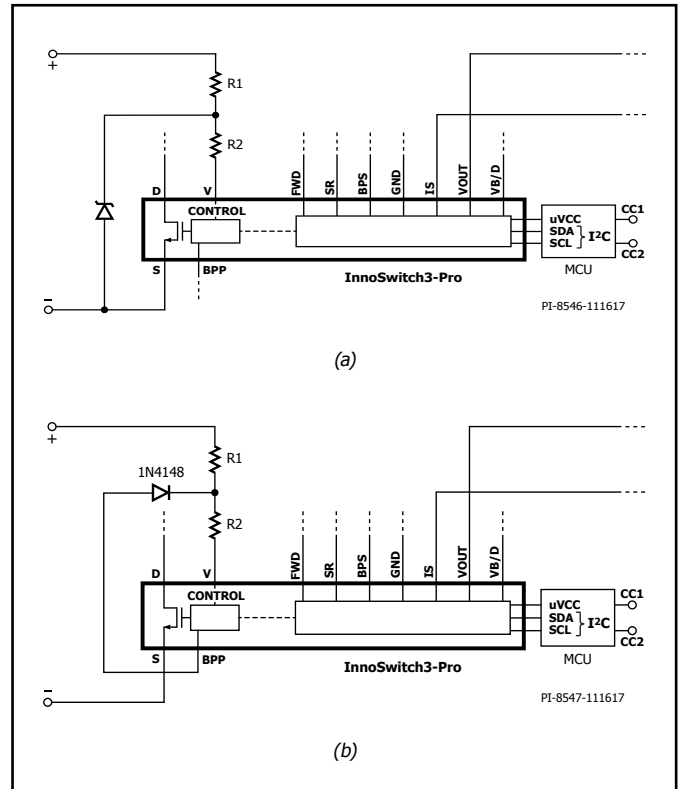 +
R1
R2
D
V
FWD
SR
BPS
GND
IS
VOUT
VB/D
CONTROL
uVCC
SDA
SCL
I²C
CC1
CC2
S
BPP
InnoSwitch3-Pro
MCU
–
PI-8546-111617
(a)
+
R1
1N4148
R2
D
V
FWD
SR
BPS
GND
IS
VOUT
VB/D
CONTROL
uVCC
SDA
SCL
I²C
CC1
CC2
S
BPP
InnoSwitch3-Pro
MCU
–
PI-8547-111617
(b)